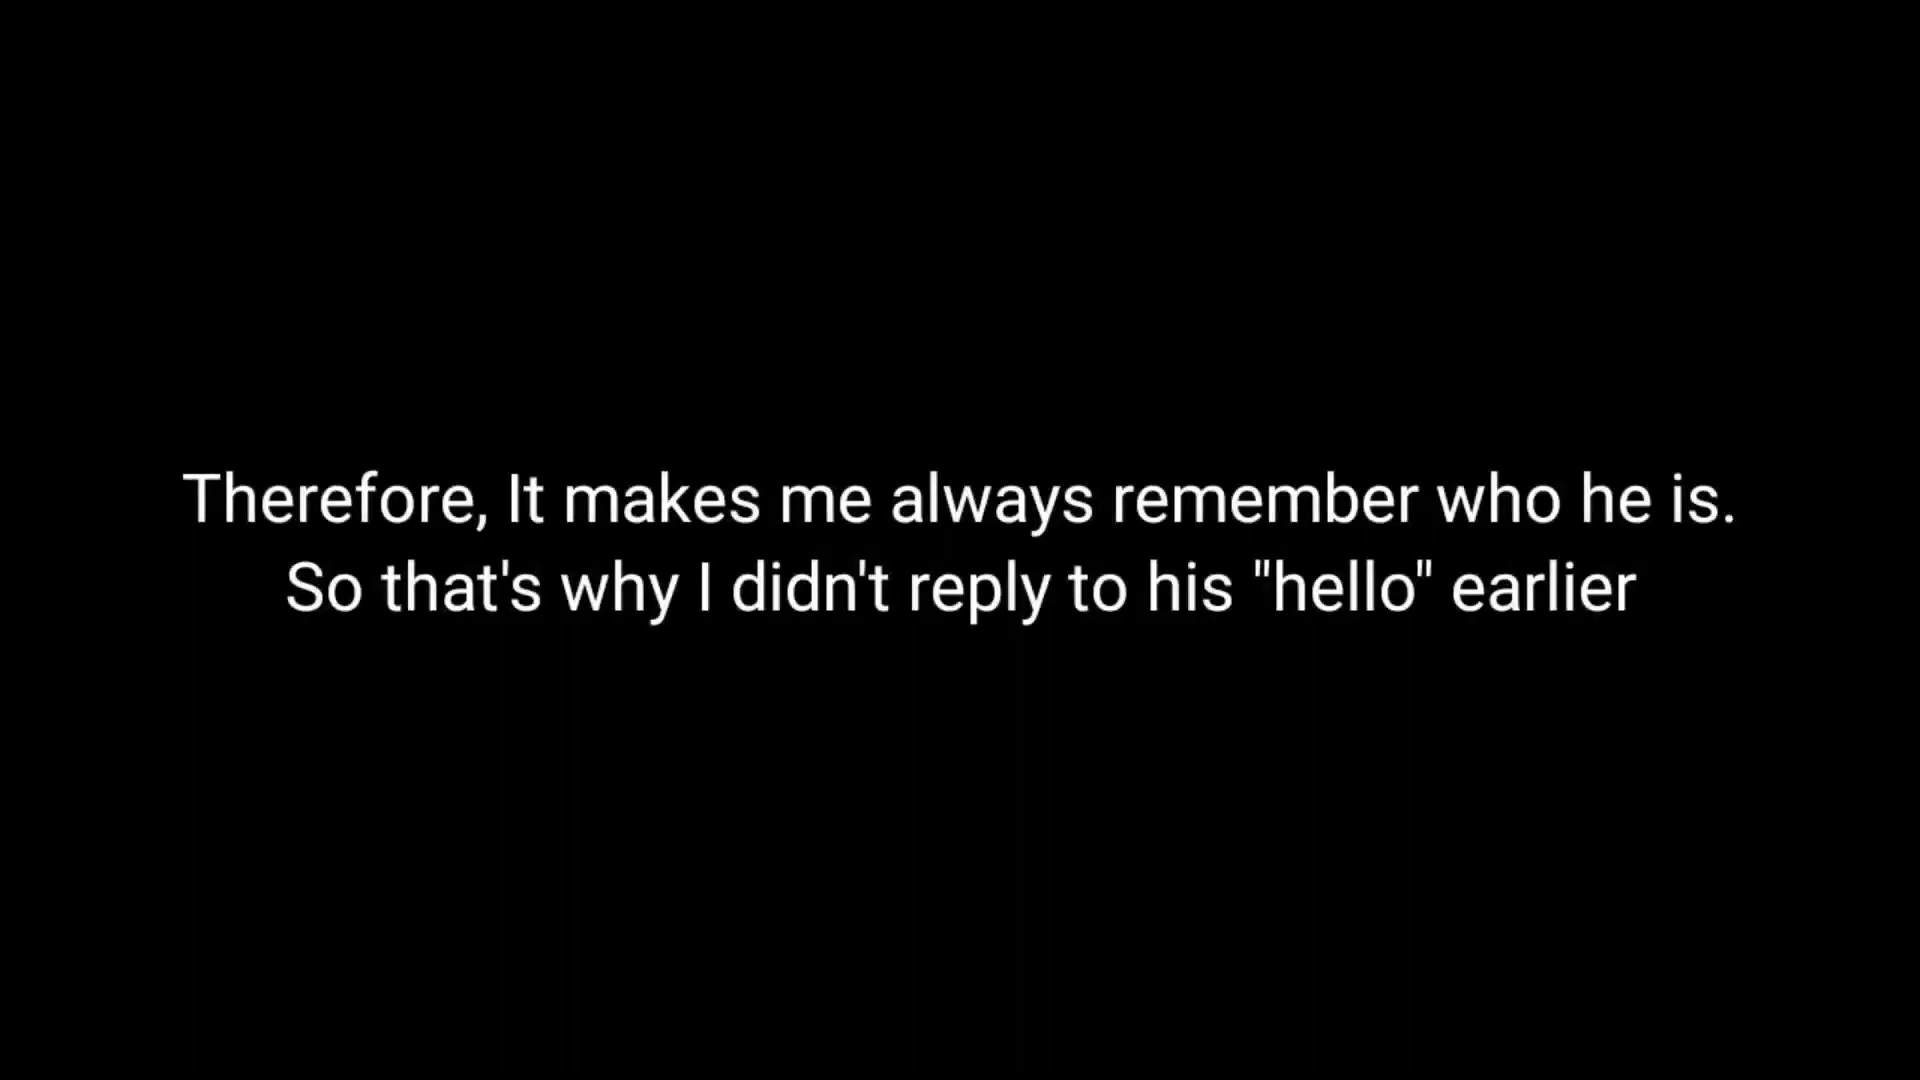 Therefore, It makes me always remember who he is.
So that's why I didn't reply to his "hello" earlier